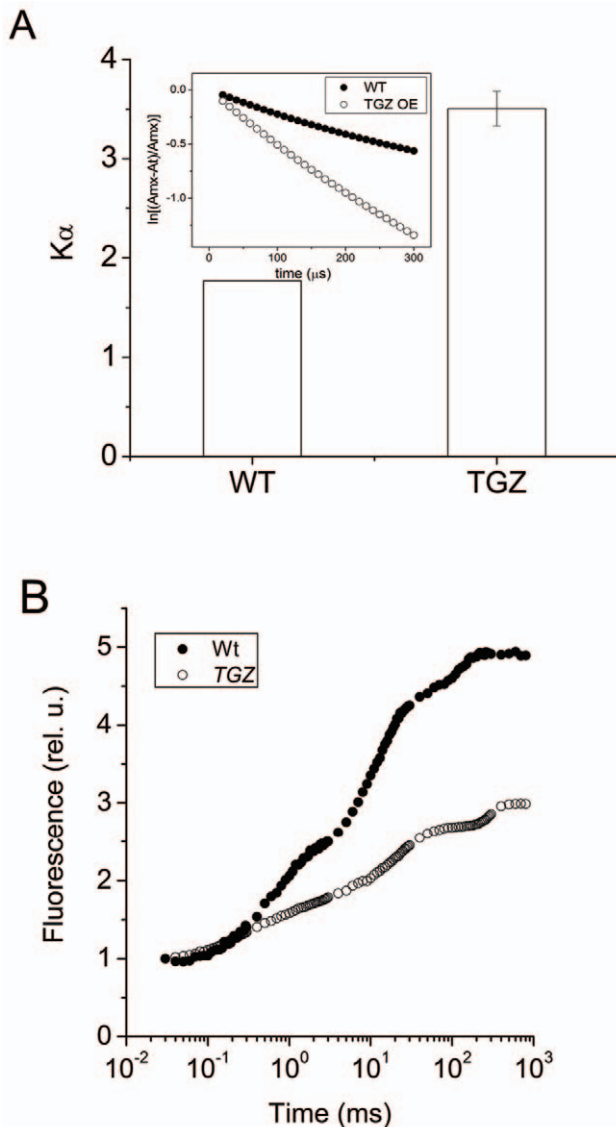 A
4
3
2
1
0
Kα
WT
TGZ
0.0
-0.5
-1.0
ln[(Amx-At)/Amx)]
WT
TGZ OE
0
100
200
300
time (μs)
B
Wt
TGZ
5
4
3
2
1
0
Fluorescence (rel. u.)
10-2
10-1
100
101
102
103
Time (ms)